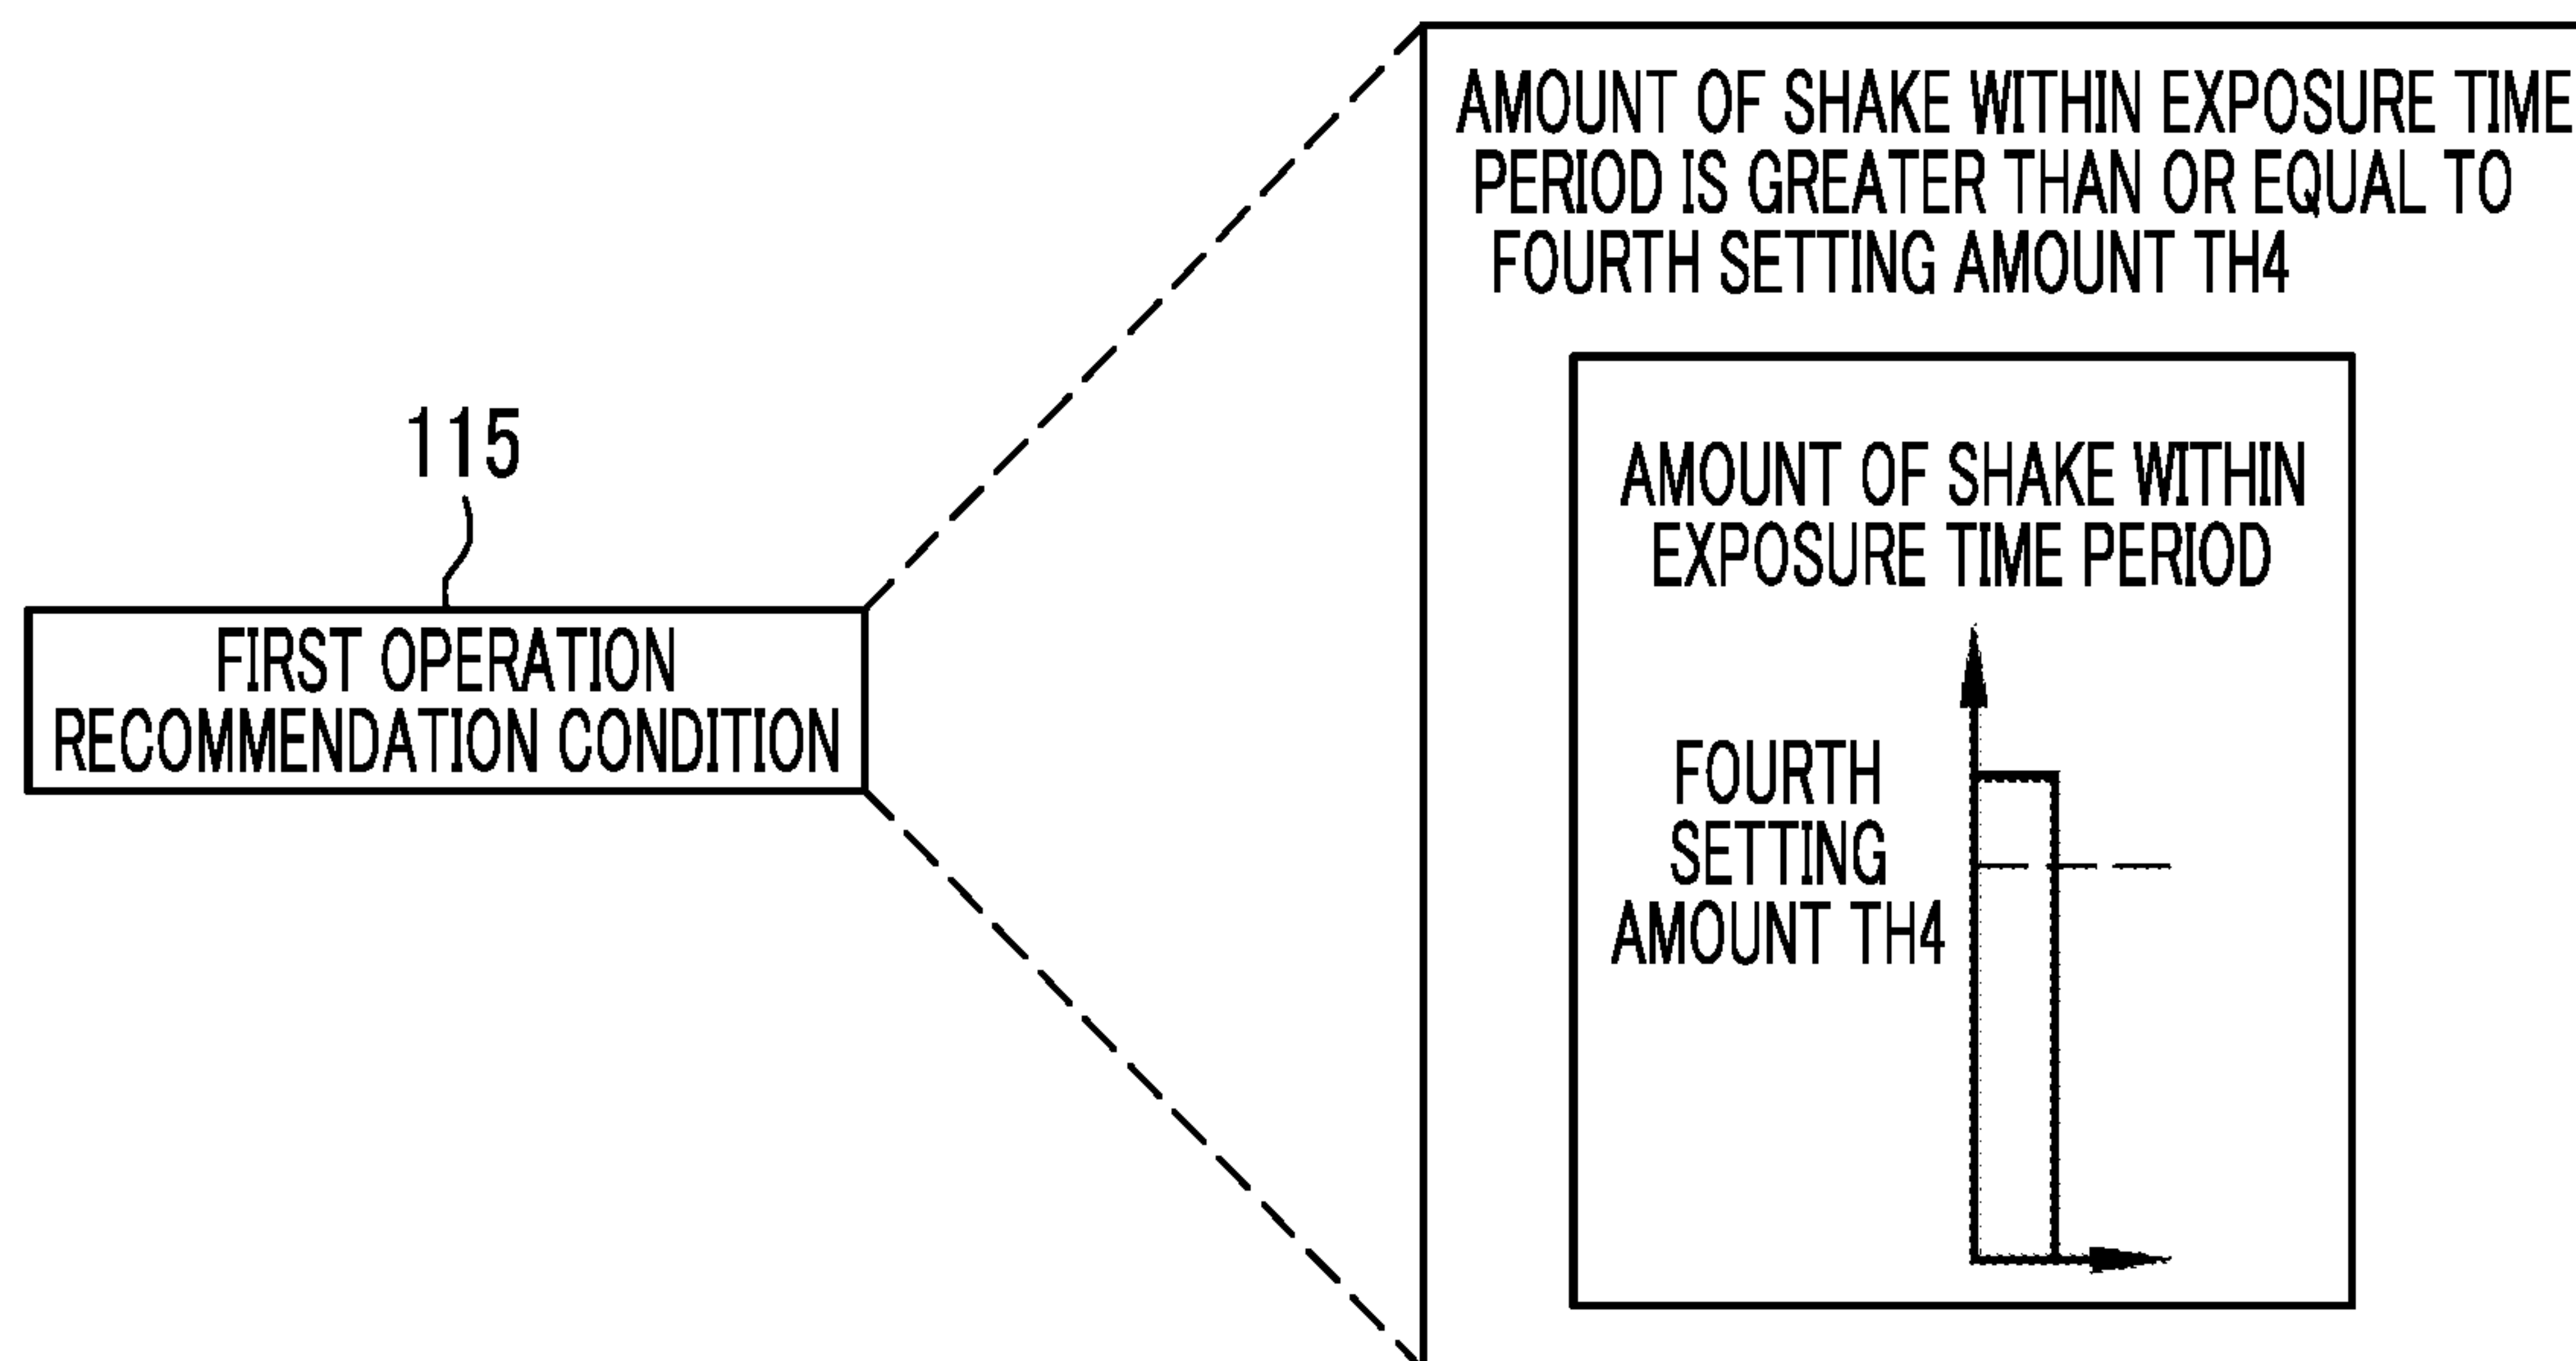 115
FIRST OPERATION
RECOMMENDATION CONDITION
AMOUNT OF SHAKE WITHIN EXPOSURE TIME
PERIOD IS GREATER THAN OR EQUAL TO
FOURTH SETTING AMOUNT TH4
AMOUNT OF SHAKE WITHIN
EXPOSURE TIME PERIOD
FOURTH
SETTING
AMOUNT TH4